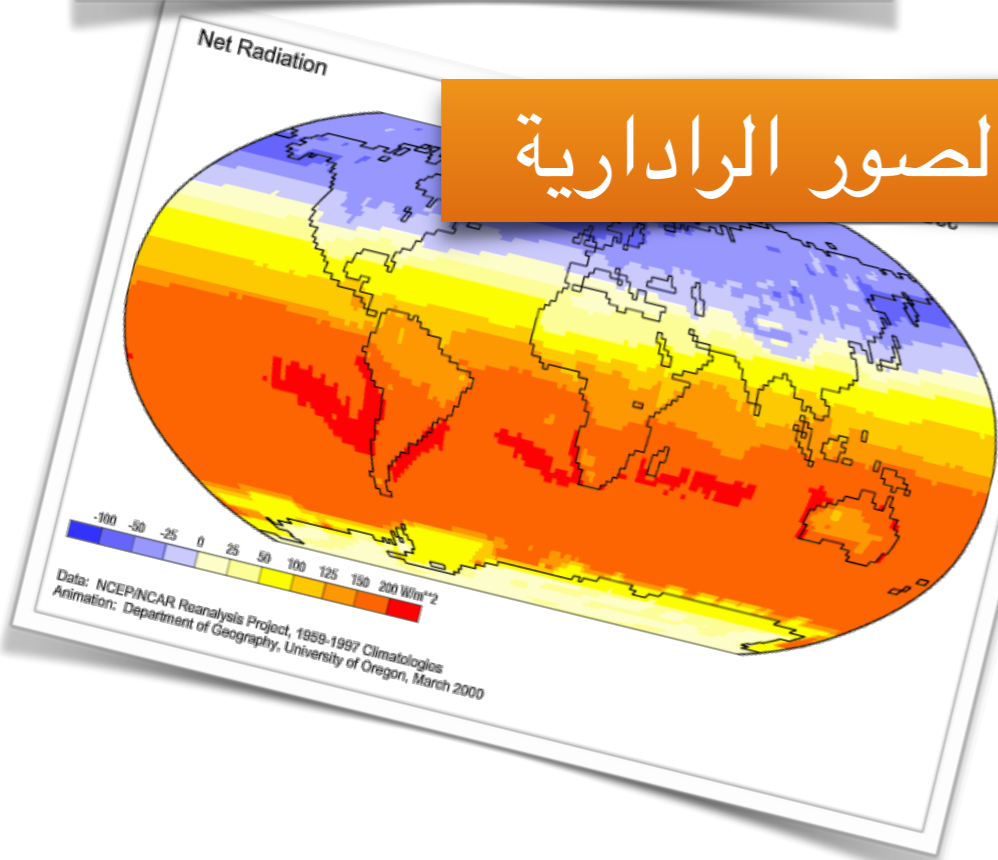 Net Radiation
لصور الرادارية
-100 -50 -25 0 25 50 100 125 150 200 W/m**2
Data: NCEP/NCAR Reanalysis Project, 1959-1997 Climatologies
Animation: Department of Geography, University of Oregon, March 2000